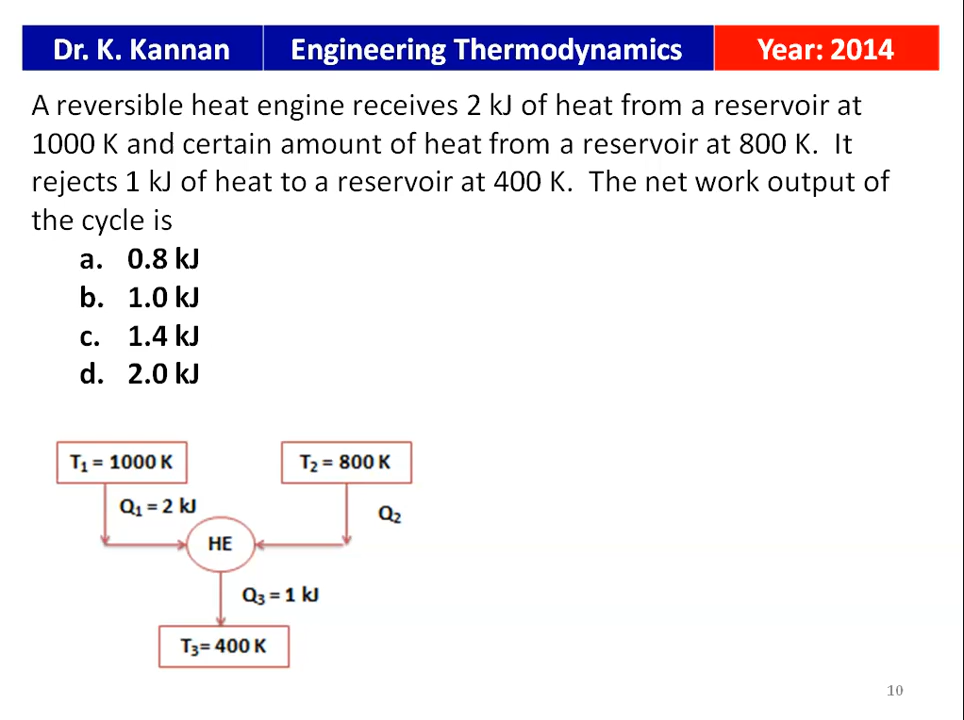 Dr. K. Kannan Engineering Thermodynamics Year: 2014
A reversible heat engine receives 2 kJ of heat from a reservoir at
1000 K and certain amount of heat from a reservoir at 800 K. It
rejects 1 kJ of heat to a reservoir at 400 K. The net work output of
the cycle is
a. 0.8 kJ
b. 1.0 kJ
c. 1.4 kJ
d. 2.0 kJ
T₁ = 1000 K T₂ = 800 K
Q₁ = 2 kJ Q₂
HE
Q₃ = 1 kJ
T₃= 400 K
10